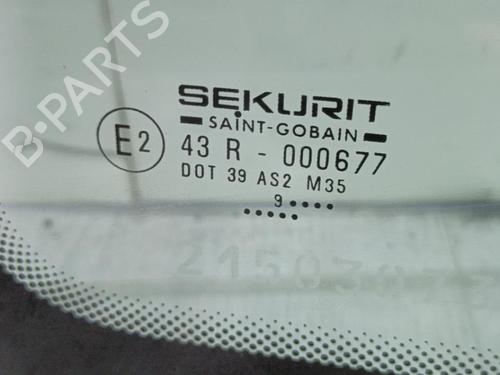 SEKURIT
SAINT-GOBAIN
E2
43 R - 000677
DOT 39 AS2 M35
9
B-PARTS